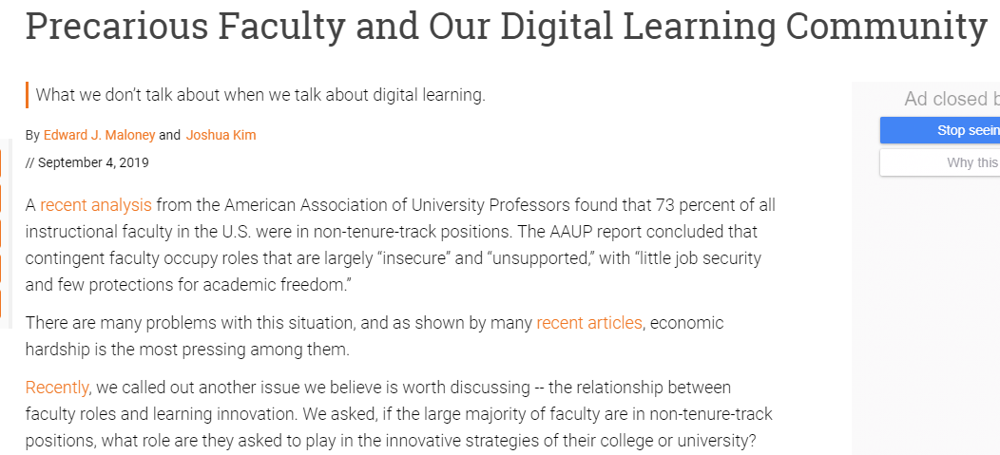 Precarious Faculty and Our Digital Learning Community
What we don’t talk about when we talk about digital learning.
By Edward J. Maloney and Joshua Kim
// September 4, 2019
A recent analysis from the American Association of University Professors found that 73 percent of all
instructional faculty in the U.S. were in non-tenure-track positions. The AAUP report concluded that
contingent faculty occupy roles that are largely “insecure” and “unsupported,” with “little job security
and few protections for academic freedom.”
There are many problems with this situation, and as shown by many recent articles, economic
hardship is the most pressing among them.
Recently, we called out another issue we believe is worth discussing -- the relationship between
faculty roles and learning innovation. We asked, if the large majority of faculty are in non-tenure-track
positions, what role are they asked to play in the innovative strategies of their college or university?
Ad closed b
Stop seein
Why this